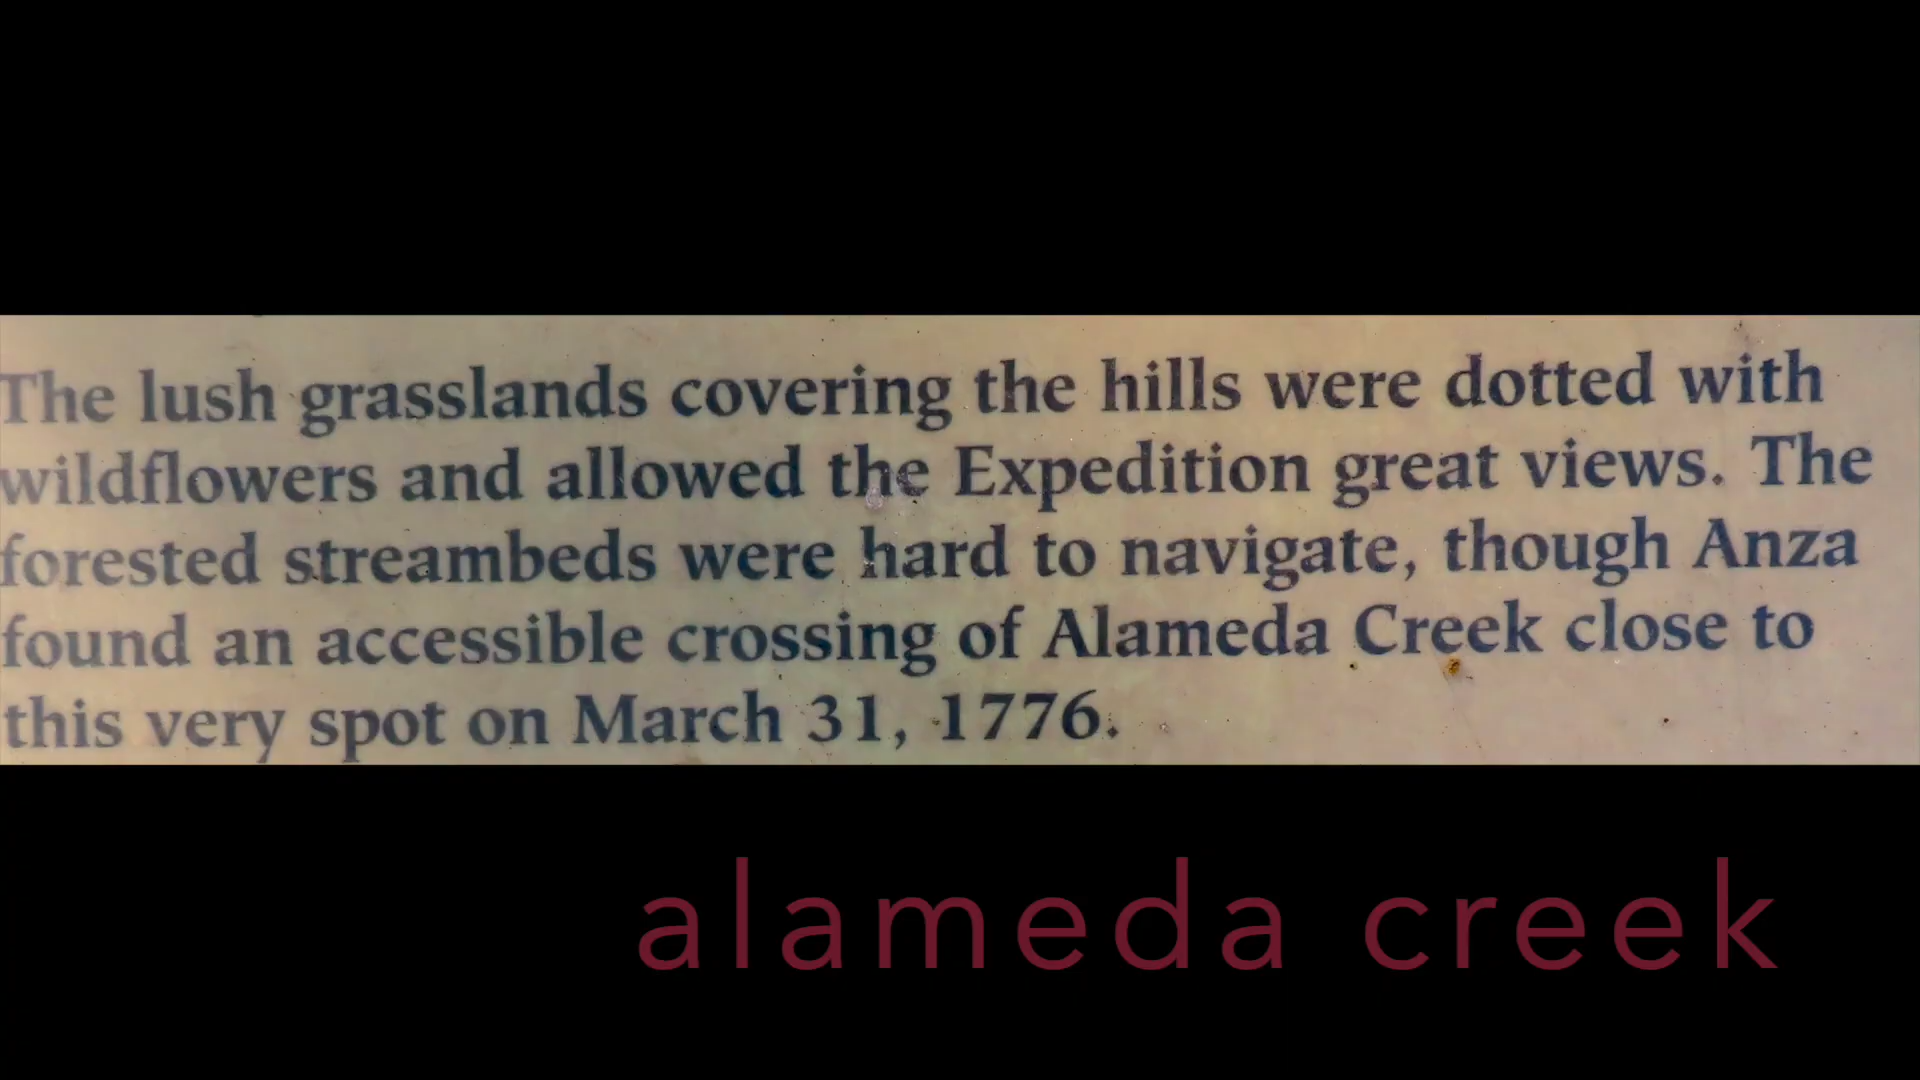 The lush grasslands covering the hills were dotted with
wildflowers and allowed the Expedition great views. The
forested streambeds were hard to navigate, though Anza
found an accessible crossing of Alameda Creek close to
this very spot on March 31, 1776.
alameda creek